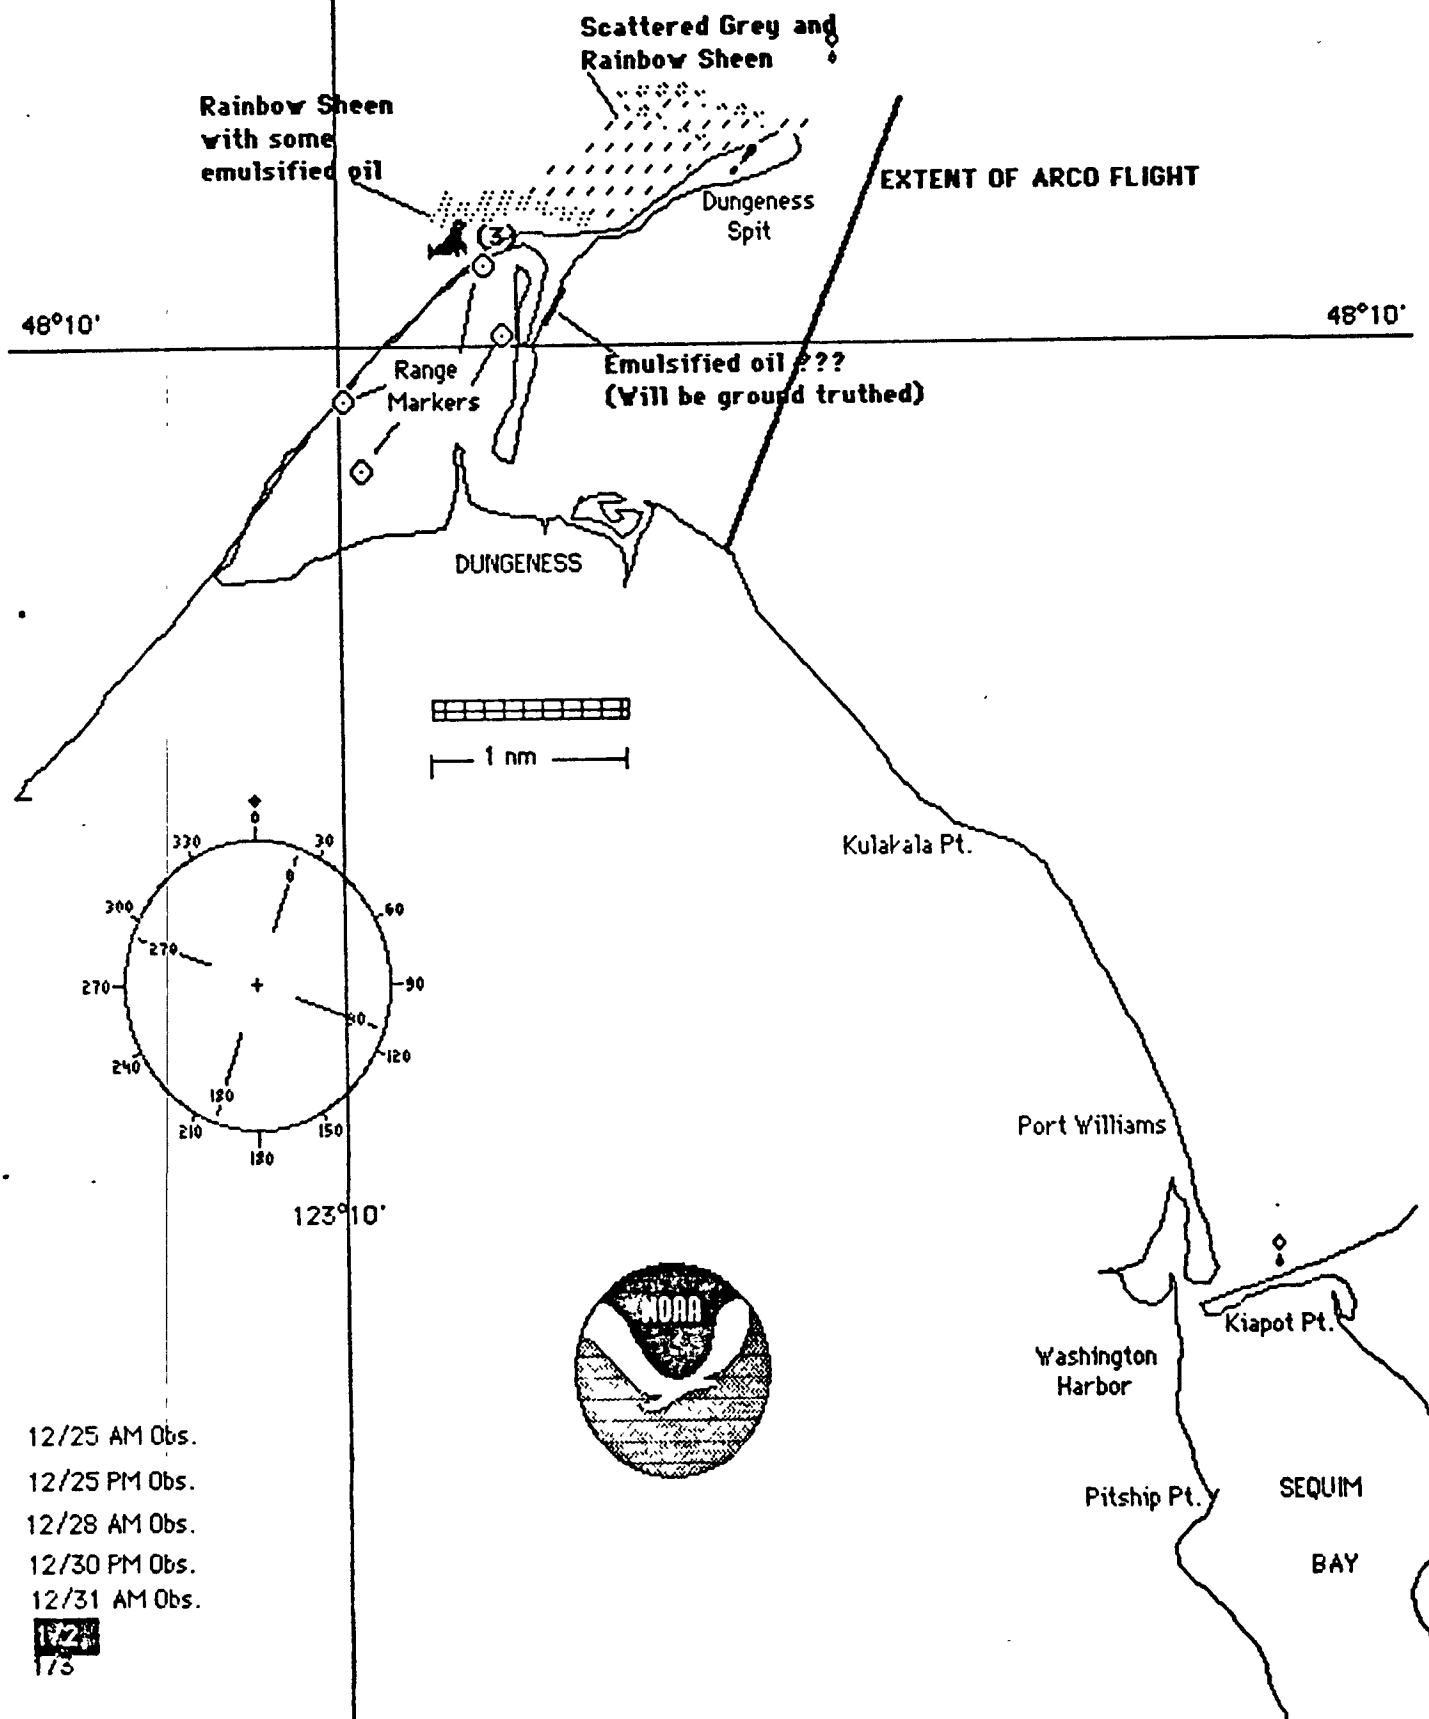 Scattered Grey and
Rainbow Sheen
Rainbow Sheen
with some
emulsified oil
EXTENT OF ARCO FLIGHT
Dungeness
Spit
(3)
48°10'
48°10'
Range
Markers
Emulsified oil ???
(Will be ground truthed)
DUNGENESS
1 nm
Kulakala Pt.
0
330
30
0
300
60
270
270
90
90
240
120
180
210
150
180
Port Williams
123°10'
NOAA
Kiapot Pt.
Washington
Harbor
12/25 AM Obs.
12/25 PM Obs.
12/28 AM Obs.
12/30 PM Obs.
12/31 AM Obs.
1/2
1/3
Pitship Pt.
SEQUIM
BAY